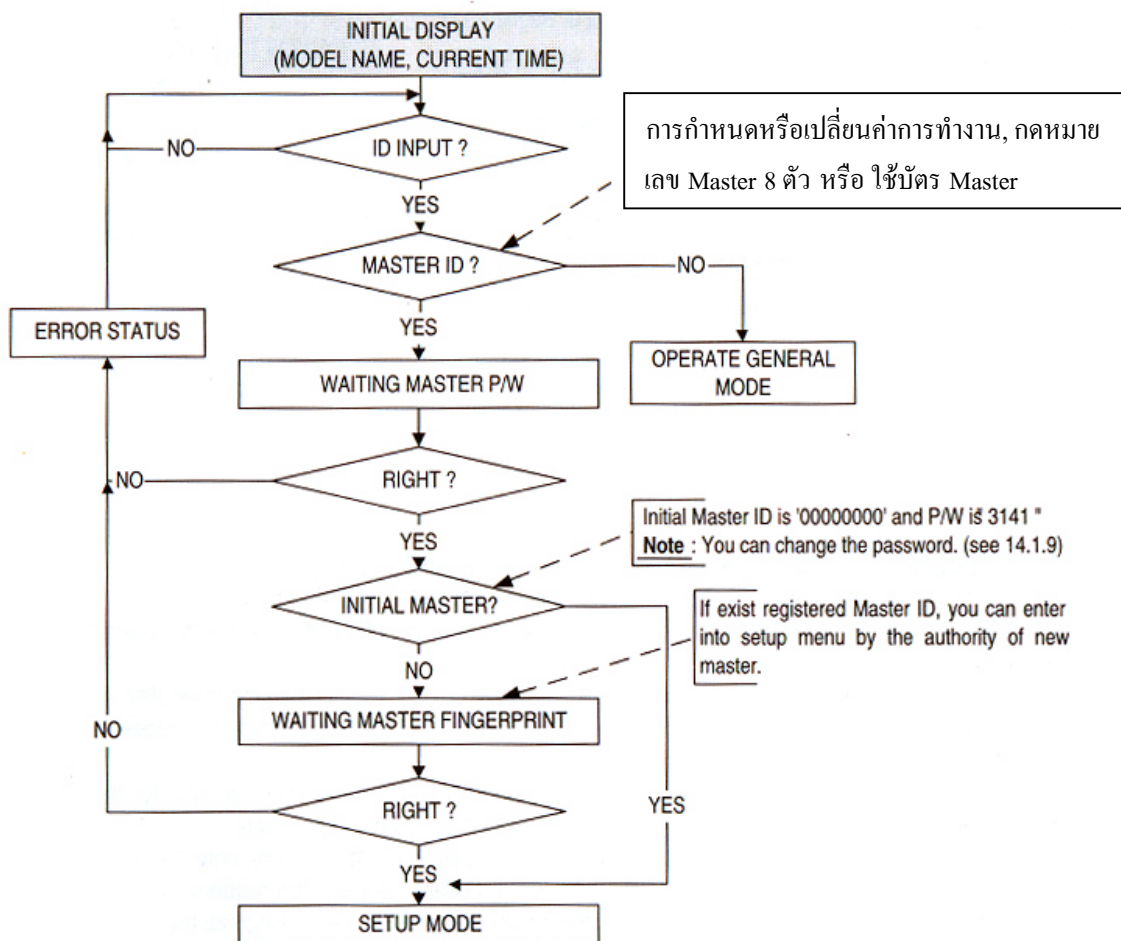 INITIAL DISPLAY
(MODEL NAME, CURRENT TIME)
การกำหนดหรือเปลี่ยนค่าการทำงาน, กดหมาย
เลข Master 8 ตัว หรือ ใช้บัตร Master
NO
ID INPUT ?
YES
MASTER ID ?
NO
ERROR STATUS
YES
OPERATE GENERAL
MODE
WAITING MASTER P/W
NO
RIGHT ?
Initial Master ID is '00000000' and P/W is " 3141 "
Note : You can change the password. (see 14.1.9)
YES
INITIAL MASTER?
If exist registered Master ID, you can enter
into setup menu by the authority of new
master.
NO
WAITING MASTER FINGERPRINT
NO
RIGHT ?
YES
YES
SETUP MODE